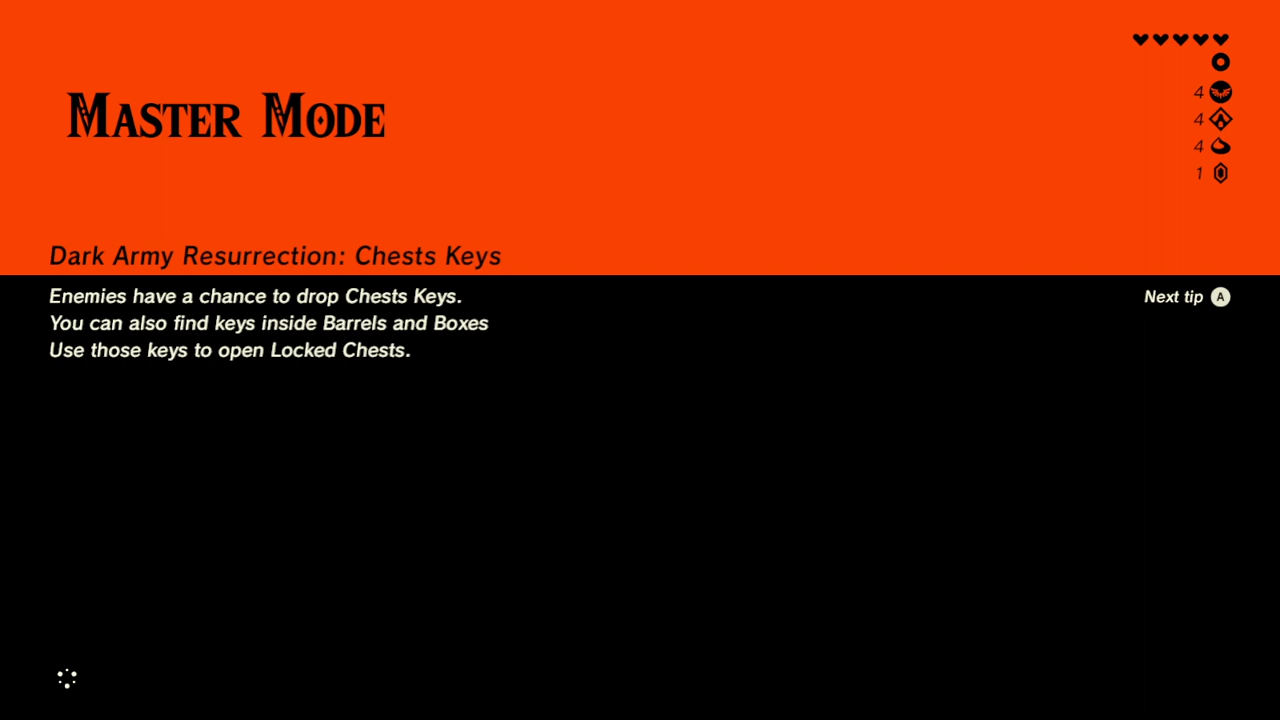 Master Mode
4
4
4
1
Dark Army Resurrection: Chests Keys
Enemies have a chance to drop Chests Keys.
You can also find keys inside Barrels and Boxes
Use those keys to open Locked Chests.
Next tip A